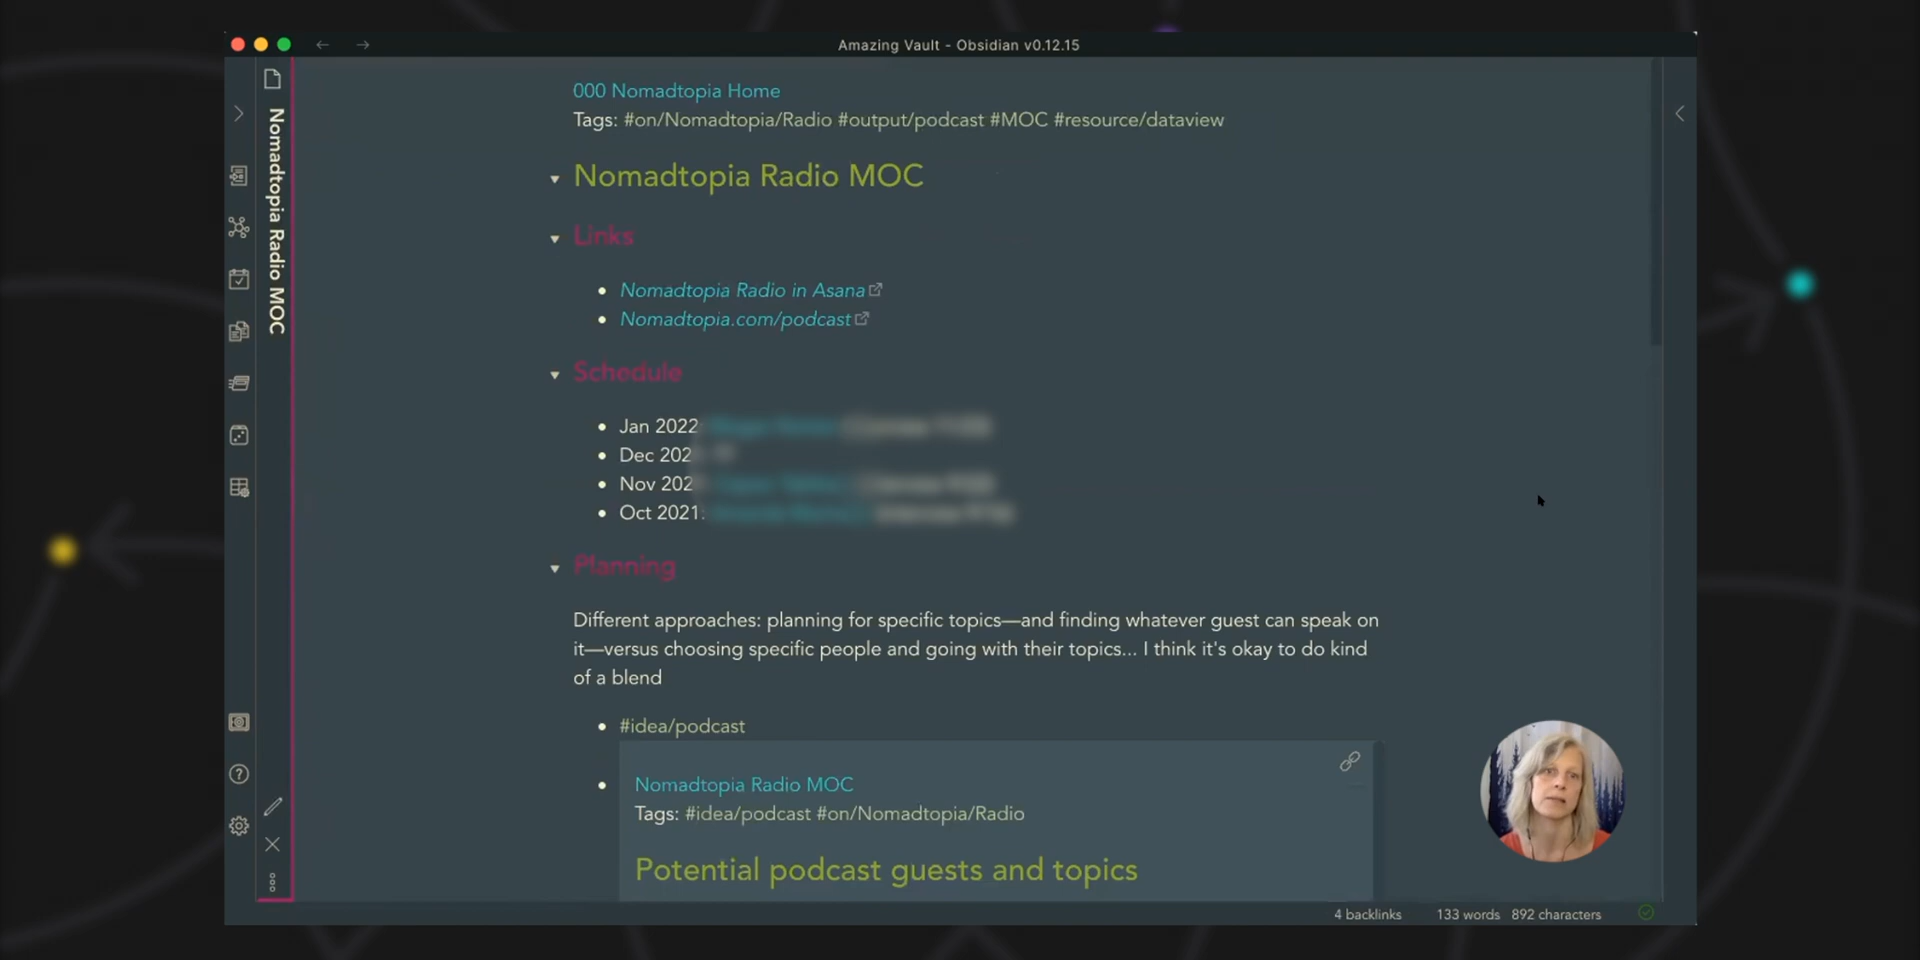 Amazing Vault - Obsidian v0.12.15
Nomadtopia Radio MOC
000 Nomadtopia Home
Tags: #on/Nomadtopia/Radio #output/podcast #MOC #resource/dataview
Nomadtopia Radio MOC
Links
Nomadtopia Radio in Asana
Nomadtopia.com/podcast
Schedule
Jan 2022:
Dec 202
Nov 202
Oct 2021:
Planning
Different approaches: planning for specific topics—and finding whatever guest can speak on
it—versus choosing specific people and going with their topics... I think it's okay to do kind
of a blend
#idea/podcast
Nomadtopia Radio MOC
Tags: #idea/podcast #on/Nomadtopia/Radio
Potential podcast guests and topics
4 backlinks 133 words 892 characters